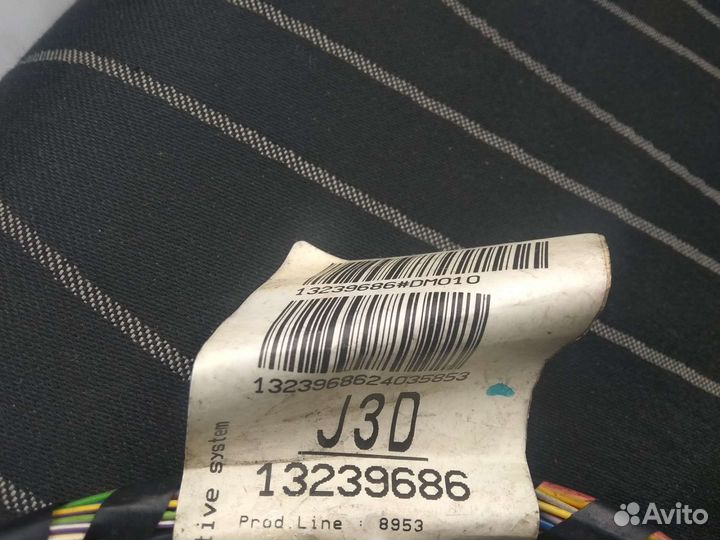 13239686#DM010
1323968624035853
J3D
13239686
Prod.Line : 8953
tive system
Avito